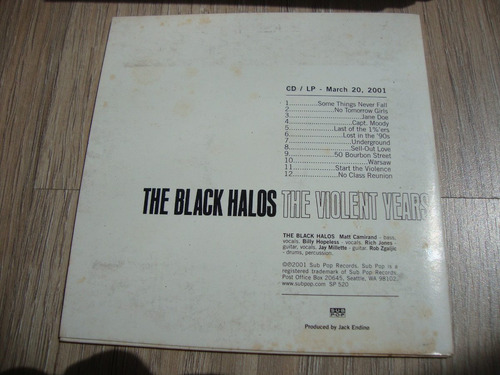 CD / LP - March 20, 2001
1..............Some Things Never Fall
2.....................No Tomorrow Girls
3..................................Jane Doe
4..............................Capt. Moody
5......................Last of the 1%'ers
6..........................Lost in the '90s
7.............................Underground
8............................Sell-Out Love
9......................50 Bourbon Street
10..................................Warsaw
11......................Start the Violence
12......................No Class Reunion
THE BLACK HALOS THE VIOLENT YEARS
THE BLACK HALOS: Matt Camirand - bass,
vocals. Billy Hopeless - vocals. Rich Jones -
guitar, vocals. Jay Millette - guitar. Rob Zgaljic
- drums, percussion.
©℗2001 Sub Pop Records. Sub Pop is a
registered trademark of Sub Pop Records.
Post Office Box 20645, Seattle, WA 98102.
www.subpop.com SP 520
SUB
POP
Produced by Jack Endino